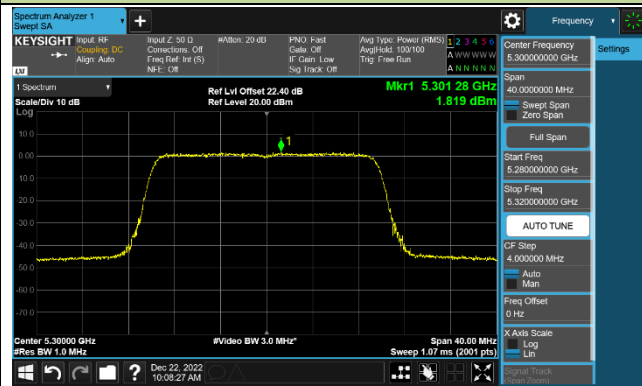 Spectrum Analyzer 1
Swept SA
Frequency
KEYSIGHT
Input: RF
Coupling: DC
Align: Auto
Input Z: 50 Ω
Corrections: Off
Freq Ref: Int (S)
NFE: Off
#Atten: 20 dB
PNO: Fast
Gate: Off
IF Gain: Low
Sig Track: Off
Avg Type: Power (RMS)
Avg|Hold: 100/100
Trig: Free Run
1 2 3 4 5 6
A W W W W W
A N N N N N
LXI
1 Spectrum
Scale/Div 10 dB
Log
Ref Lvl Offset 22.40 dB
Ref Level 20.00 dBm
Mkr1 5.301 28 GHz
1.819 dBm
1
10.0
0.00
-10.0
-20.0
-30.0
-40.0
-50.0
-60.0
-70.0
Center 5.30000 GHz
#Res BW 1.0 MHz
#Video BW 3.0 MHz*
Span 40.00 MHz
Sweep 1.07 ms (2001 pts)
Dec 22, 2022
10:08:27 AM
Center Frequency
5.300000000 GHz
Settings
Span
40.0000000 MHz
Swept Span
Zero Span
Full Span
Start Freq
5.280000000 GHz
Stop Freq
5.320000000 GHz
AUTO TUNE
CF Step
4.000000 MHz
Auto
Man
Freq Offset
0 Hz
X Axis Scale
Log
Lin
Signal Track
(Span Zoom)